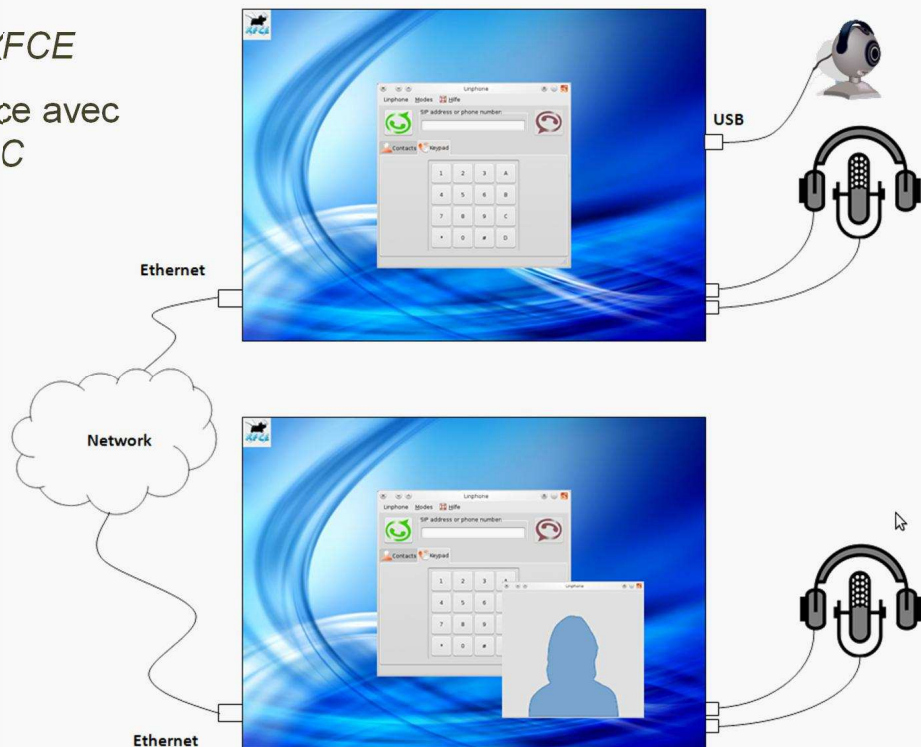 XFCE
ce avec
C
XFCE
Linphone
Linphone Modes Hilfe
SIP address or phone number:
Contacts Keypad
1 2 3 A
4 5 6 B
7 8 9 C
* 0 # D
USB
Ethernet
Network
XFCE
Linphone
Linphone Modes Hilfe
SIP address or phone number:
Contacts Keypad
1 2 3
4 5 6
7 8 9
* 0 #
Linphone
Ethernet